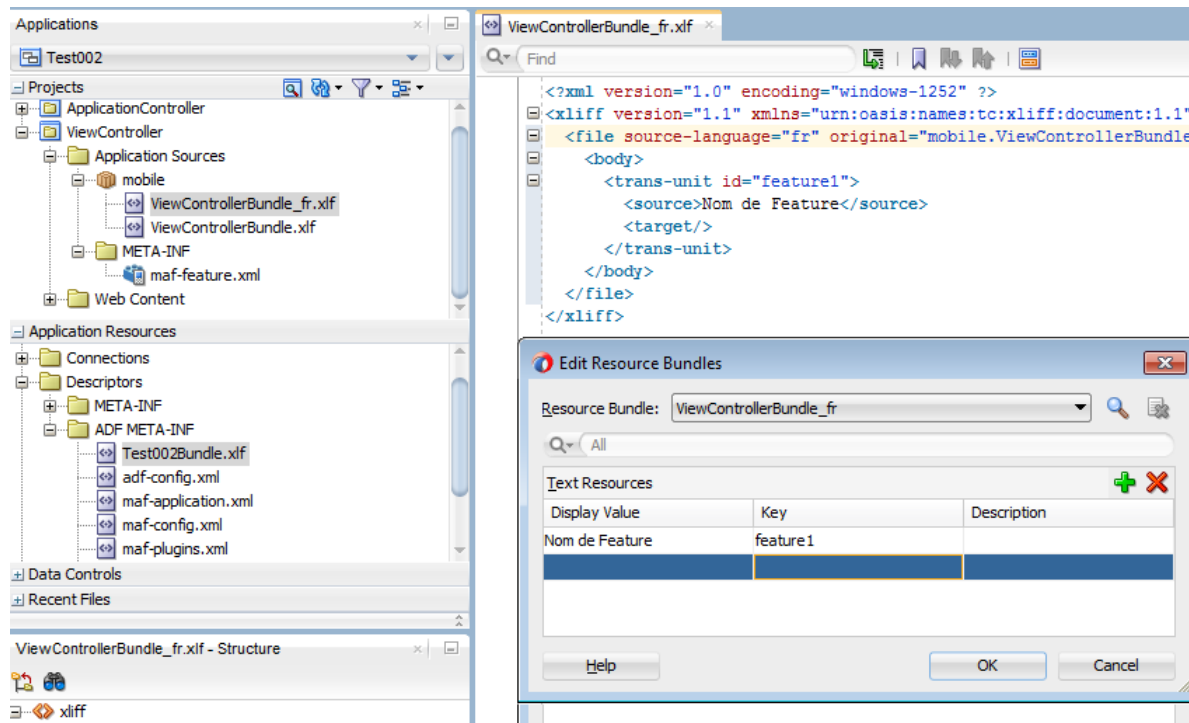 Applications
Test002
Projects
ApplicationController
ViewController
Application Sources
mobile
ViewControllerBundle_fr.xlf
ViewControllerBundle.xlf
META-INF
maf-feature.xml
Web Content
Application Resources
Connections
Descriptors
META-INF
ADF META-INF
Test002Bundle.xlf
adf-config.xml
maf-application.xml
maf-config.xml
maf-plugins.xml
Data Controls
Recent Files
ViewControllerBundle_fr.xlf - Structure
xliff
ViewControllerBundle_fr.xlf
Find
<?xml version="1.0" encoding="windows-1252" ?>
<xliff version="1.1" xmlns="urn:oasis:names:tc:xliff:document:1.1"
<file source-language="fr" original="mobile.ViewControllerBundle
<body>
<trans-unit id="feature1">
<source>Nom de Feature</source>
<target/>
</trans-unit>
</body>
</file>
</xliff>
Edit Resource Bundles
Resource Bundle: ViewControllerBundle_fr
All
Text Resources
Display Value Key Description
Nom de Feature feature1
Help OK Cancel